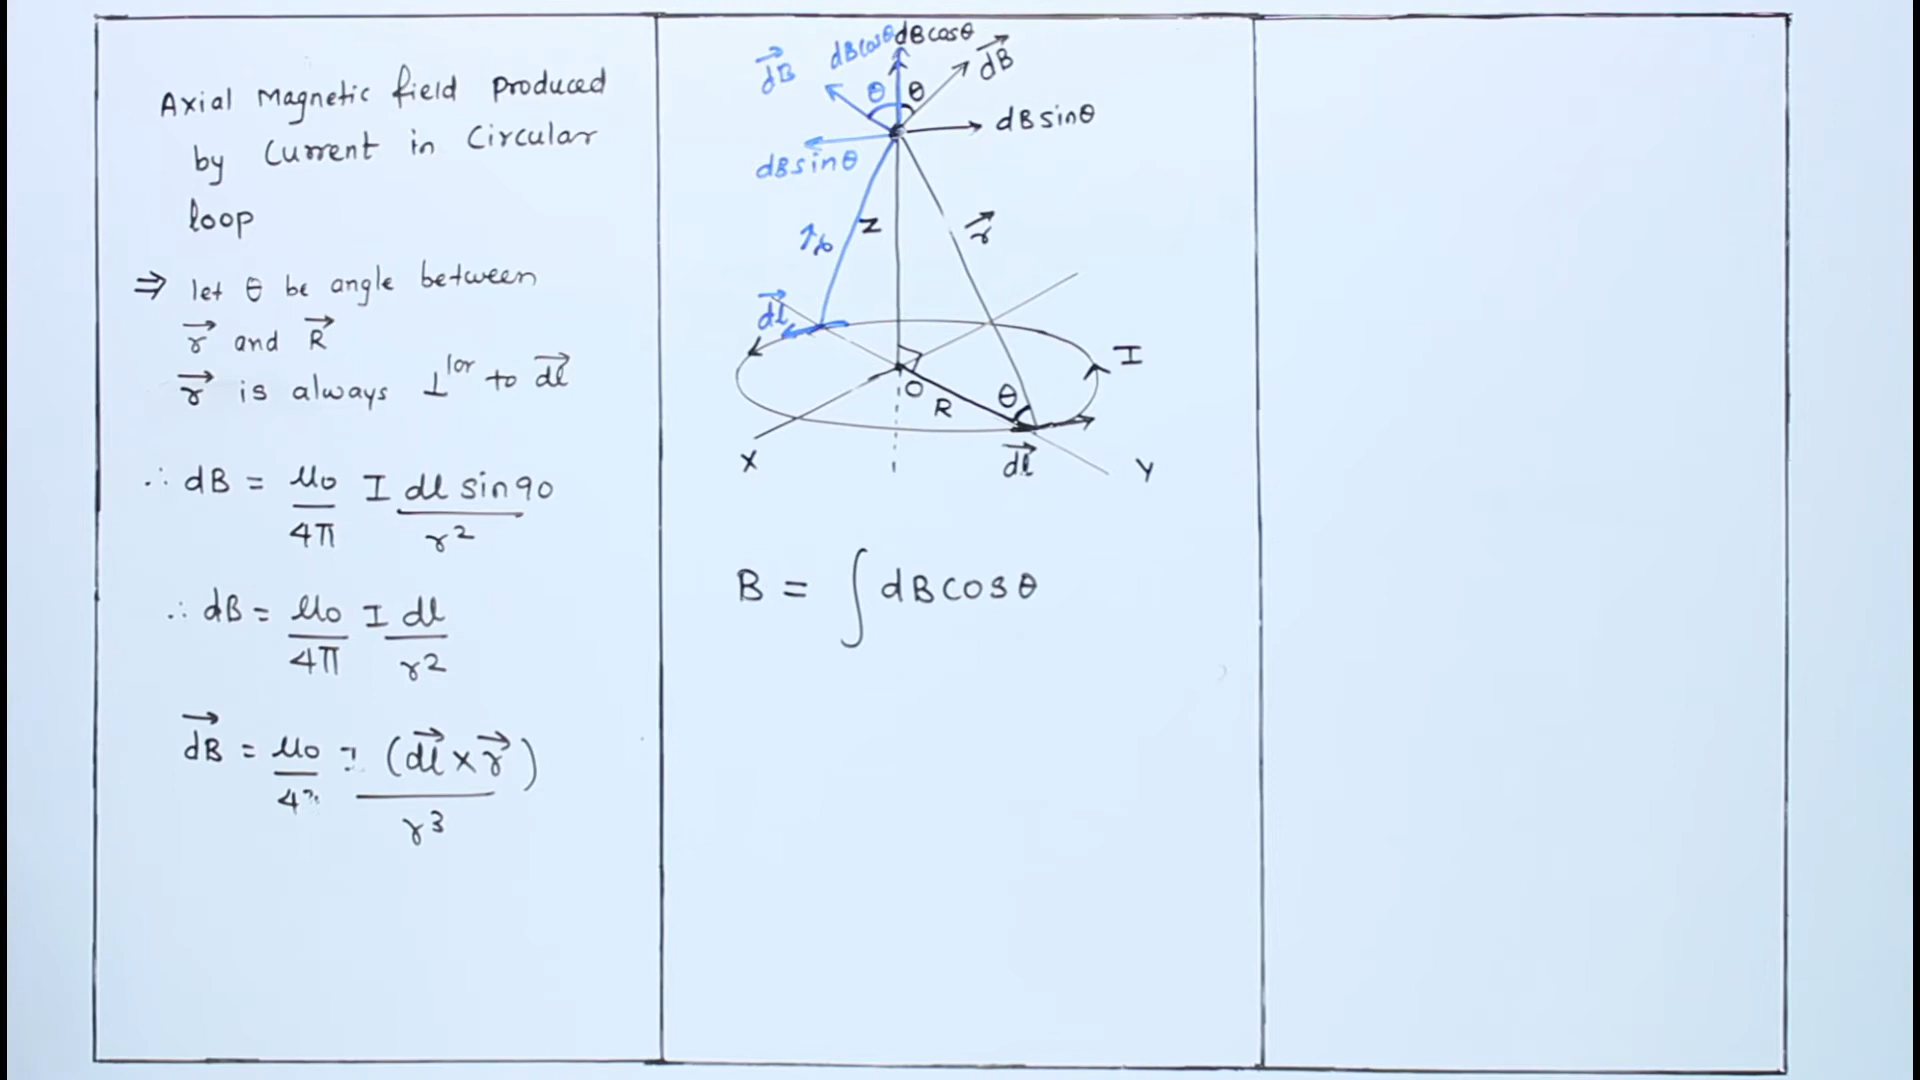 Axial Magnetic field Produced
by Current in Circular
loop
⇒ let θ be angle between
r⃗ and R⃗
r⃗ is always ⊥lor to dl⃗
∴ dB = μ0/4π I dl sin90/r2
∴ dB = μ0/4π I dl/r2
dB⃗ = μ0/4 (dl⃗ × r⃗)/r3
dBcosθ dBcosθ
dB⃗ dB⃗
θ θ
dBsinθ
dBsinθ
Z
r⃗
r⃗
dl⃗
I
O
R
θ
X
dl⃗
Y
B = ∫ dBcosθ